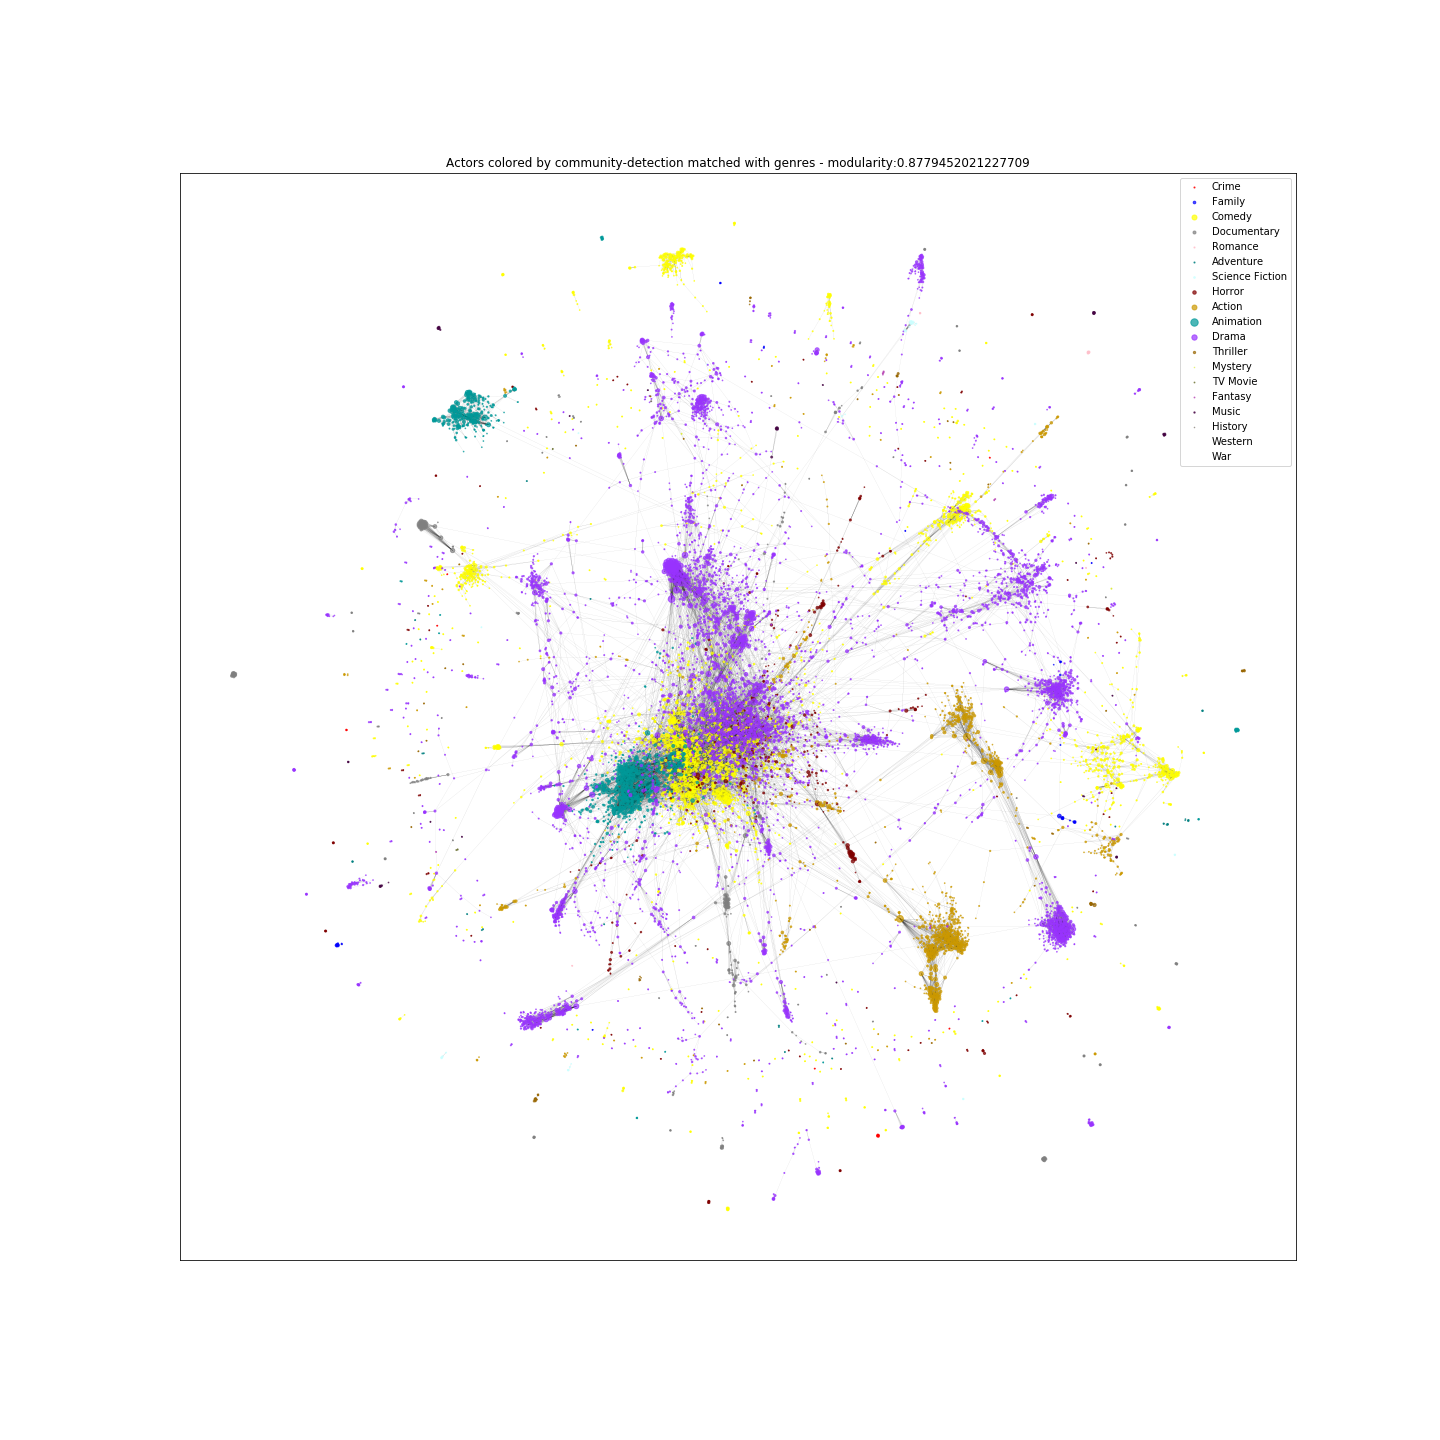 Actors colored by community-detection matched with genres - modularity:0.8779452021227709
Crime
Family
Comedy
Documentary
Romance
Adventure
Science Fiction
Horror
Action
Animation
Drama
Thriller
Mystery
TV Movie
Fantasy
Music
History
Western
War